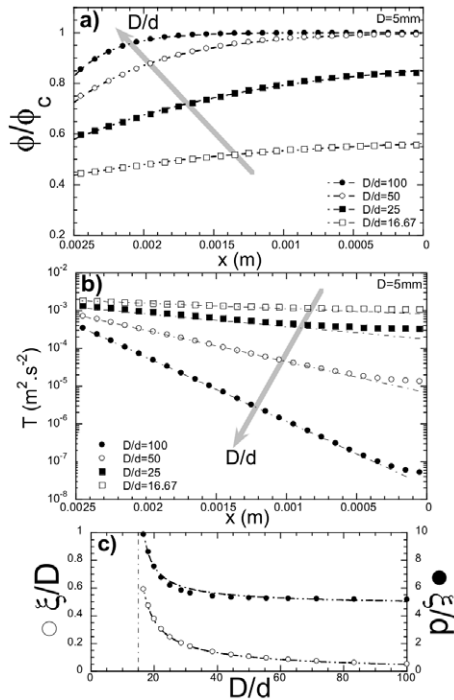 a)
D/d
D=5mm
ϕ/ϕc
1
0.8
0.6
0.4
0.2
D/d=100
D/d=50
D/d=25
D/d=16.67
0.0025 0.002 0.0015 0.001 0.0005 0
x (m)
b)
D=5mm
T (m².s⁻²)
10⁻²
10⁻³
10⁻⁴
10⁻⁵
10⁻⁶
10⁻⁷
10⁻⁸
D/d
D/d=100
D/d=50
D/d=25
D/d=16.67
0.0025 0.002 0.0015 0.001 0.0005 0
x (m)
c)
ξ/D
1
0.8
0.6
0.4
0.2
0
10
8
6
4
2
0
ξ/d
0 20 40 60 80 100
D/d